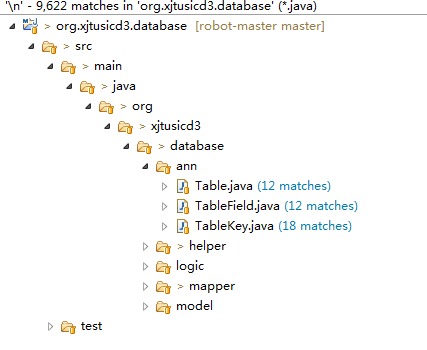 '\n' - 9,622 matches in 'org.xjtusicd3.database' (*.java)
> org.xjtusicd3.database [robot-master master]
> src
> main
> java
> org
> xjtusicd3
> database
ann
Table.java (12 matches)
TableField.java (12 matches)
TableKey.java (18 matches)
> helper
logic
> mapper
model
test